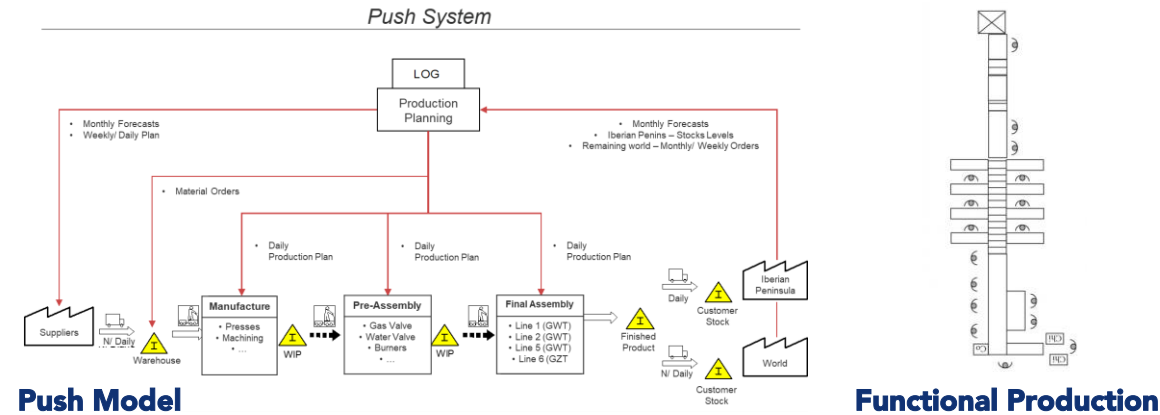 Push System
LOG
Production
Planning
• Monthly Forecasts
• Weekly/ Daily Plan
• Monthly Forecasts
• Iberian Penins – Stocks Levels
• Remaining world – Monthly/ Weekly Orders
• Material Orders
• Daily
Production Plan
• Daily
Production Plan
• Daily
Production Plan
Suppliers
N/ Daily
I
Warehouse
Manufacture
• Presses
• Machining
• ...
I
WIP
Pre-Assembly
• Gas Valve
• Water Valve
• Burners
• ...
I
WIP
Final Assembly
• Line 1 (GWT)
• Line 2 (GWT)
• Line 5 (GWT)
• Line 6 (GZT
I
Finished
Product
Daily
I
Customer
Stock
Iberian
Peninsula
N/ Daily
I
Customer
Stock
World
Push Model
Functional Production